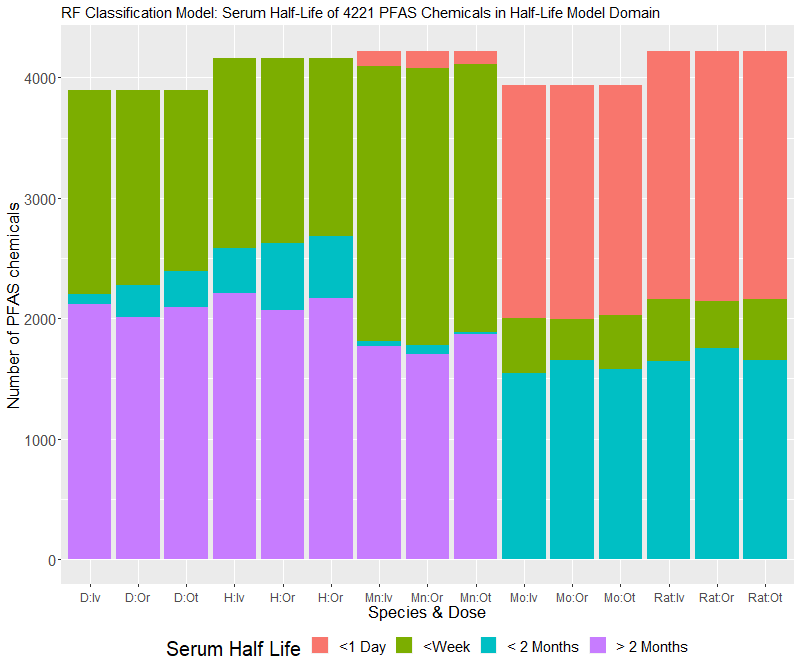 RF Classification Model: Serum Half-Life of 4221 PFAS Chemicals in Half-Life Model Domain
Number of PFAS chemicals
4000
3000
2000
1000
0
D:Iv D:Or D:Ot H:Iv H:Or H:Or Mn:Iv Mn:Or Mn:Ot Mo:Iv Mo:Or Mo:Ot Rat:Iv Rat:Or Rat:Ot
Species & Dose
Serum Half Life <1 Day <Week < 2 Months > 2 Months